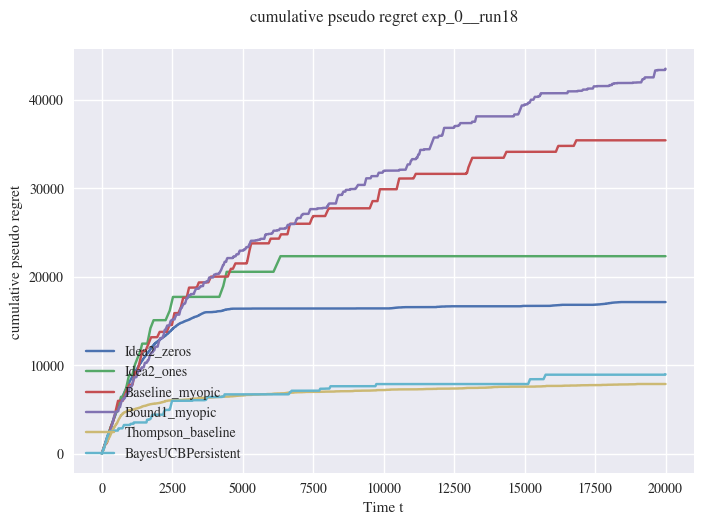 cumulative pseudo regret exp_0__run18
cumulative pseudo regret
40000
30000
20000
10000
0
Idea2_zeros
Idea2_ones
Baseline_myopic
Bound1_myopic
Thompson_baseline
BayesUCBPersistent
0 2500 5000 7500 10000 12500 15000 17500 20000
Time t